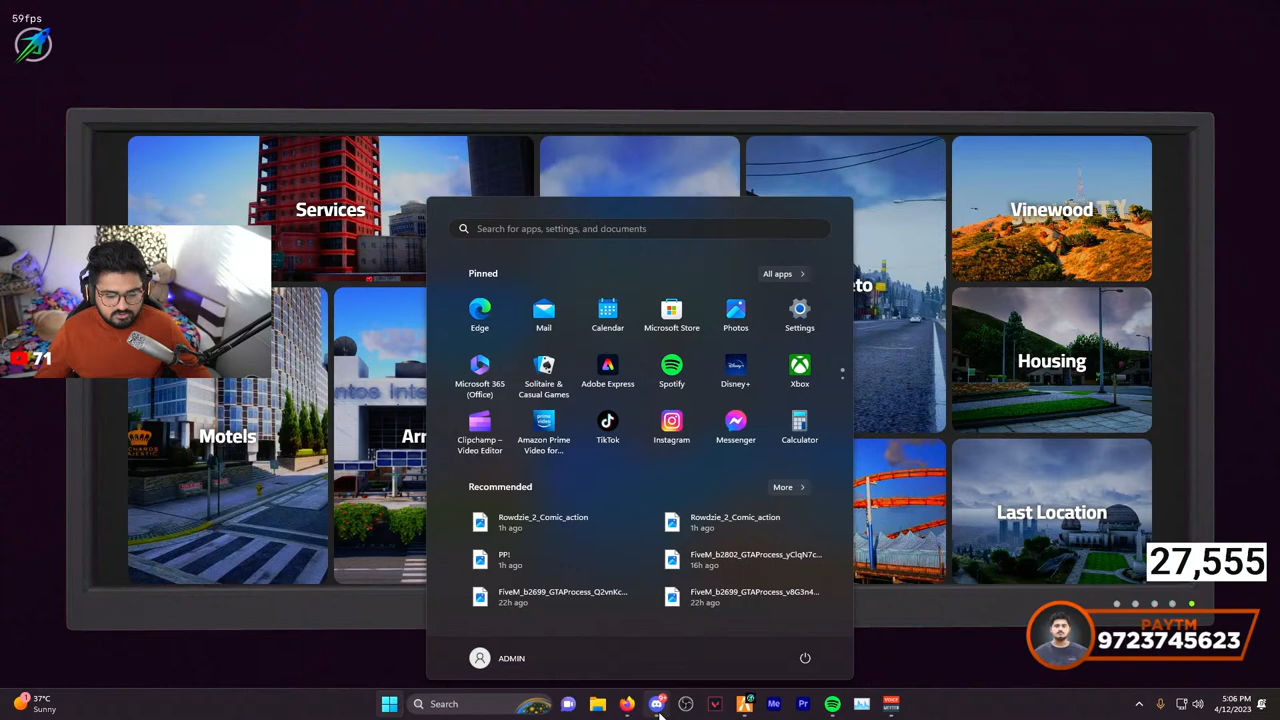 59fps
Services
Vinewood
eto
Housing
Motels
Arr
Last Location
71
27,555
PAYTM
9723745623
Search for apps, settings, and documents
Pinned
All apps
Edge
Mail
Calendar
Microsoft Store
Photos
Settings
Microsoft 365
(Office)
Solitaire &
Casual Games
Adobe Express
Spotify
Disney+
Xbox
Clipchamp –
Video Editor
Amazon Prime
Video for...
TikTok
Instagram
Messenger
Calculator
Recommended
More
Rowdzie_2_Comic_action
1h ago
Rowdzie_2_Comic_action
1h ago
PP!
1h ago
FiveM_b2802_GTAProcess_yClqN7c...
16h ago
FiveM_b2699_GTAProcess_Q2vnKc...
22h ago
FiveM_b2699_GTAProcess_v8G3n4...
22h ago
ADMIN
37°C
Sunny
Search
5:06 PM
4/12/2023